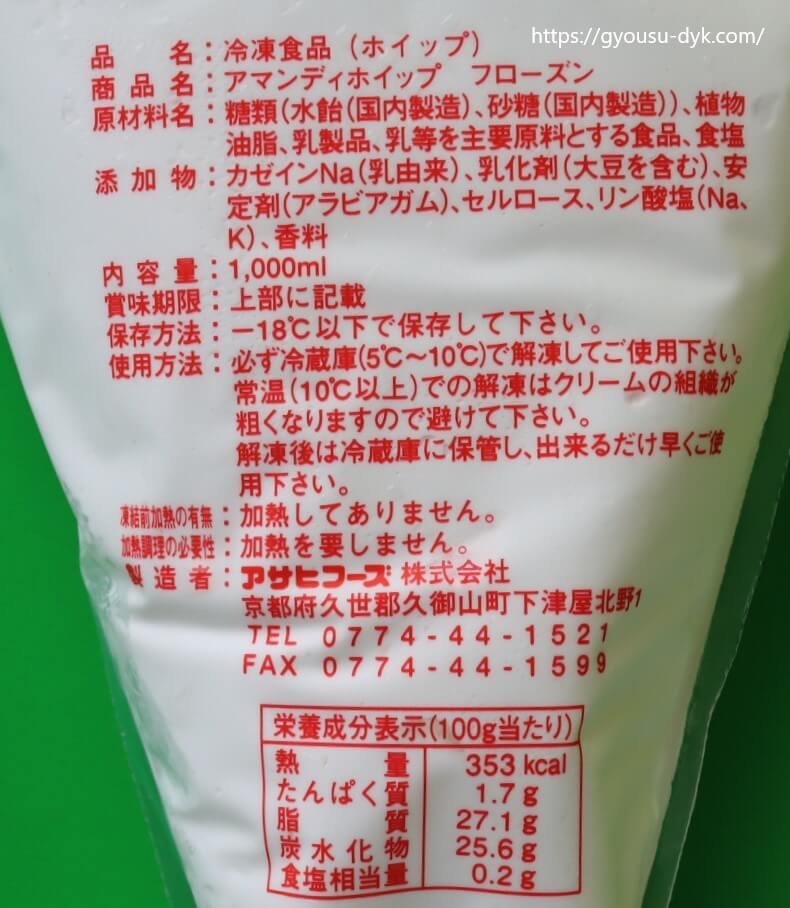 https://gyousu-dyk.com/
品名：冷凍食品（ホイップ）
商品名：アマンディホイップ フローズン
原材料名：糖類（水飴（国内製造）、砂糖（国内製造））、植物
油脂、乳製品、乳等を主要原料とする食品、食塩
添加物：カゼインNa（乳由来）、乳化剤（大豆を含む）、安
定剤（アラビアガム）、セルロース、リン酸塩（Na、
K）、香料
内容量：1,000ml
賞味期限：上部に記載
保存方法：－18℃以下で保存して下さい。
使用方法：必ず冷蔵庫（5℃～10℃）で解凍してご使用下さい。
常温（10℃以上）での解凍はクリームの組織が
粗くなりますので避けて下さい。
解凍後は冷蔵庫に保管し、出来るだけ早くご使
用下さい。
凍結前加熱の有無：加熱してありません。
加熱調理の必要性：加熱を要しません。
製造者：アサヒフーズ株式会社
京都府久世郡久御山町下津屋北野1
TEL 0774-44-1521
FAX 0774-44-1599
栄養成分表示（100g当たり）
熱量 353 kcal
たんぱく質 1.7 g
脂質 27.1 g
炭水化物 25.6 g
食塩相当量 0.2 g